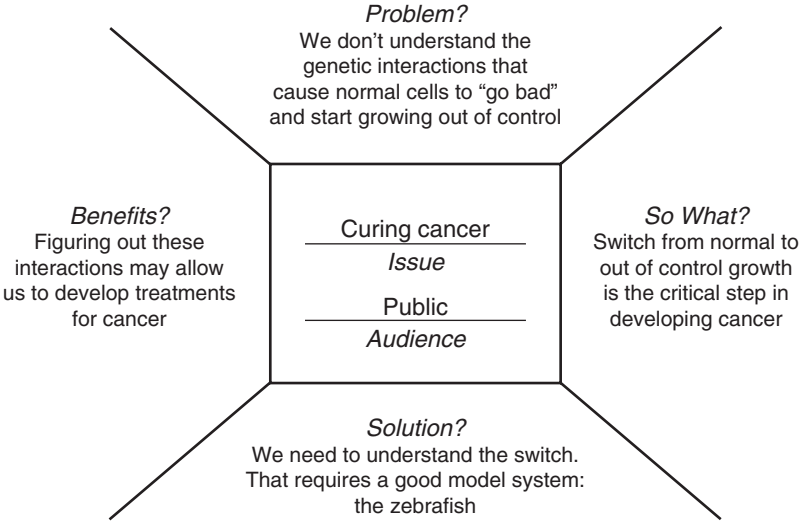 Problem?
We don’t understand the
genetic interactions that
cause normal cells to “go bad”
and start growing out of control
Benefits?
Figuring out these
interactions may allow
us to develop treatments
for cancer
Curing cancer
Issue
Public
Audience
So What?
Switch from normal to
out of control growth
is the critical step in
developing cancer
Solution?
We need to understand the switch.
That requires a good model system:
the zebrafish